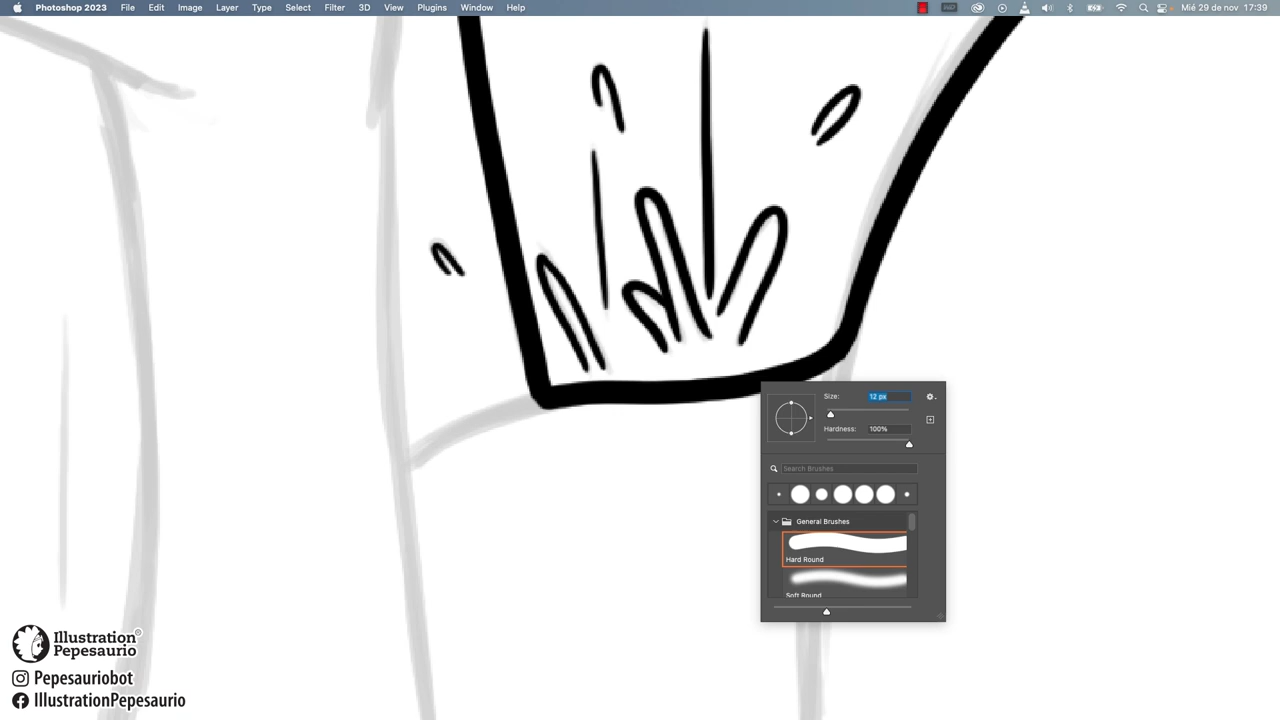 Photoshop 2023 File Edit Image Layer Type Select Filter 3D View Plugins Window Help Mié 29 de nov 17:39
Size: 12 px
Hardness: 100%
Search Brushes
General Brushes
Hard Round
Soft Round
Illustration
Pepesaurio
Pepesauriobot
IllustrationPepesaurio